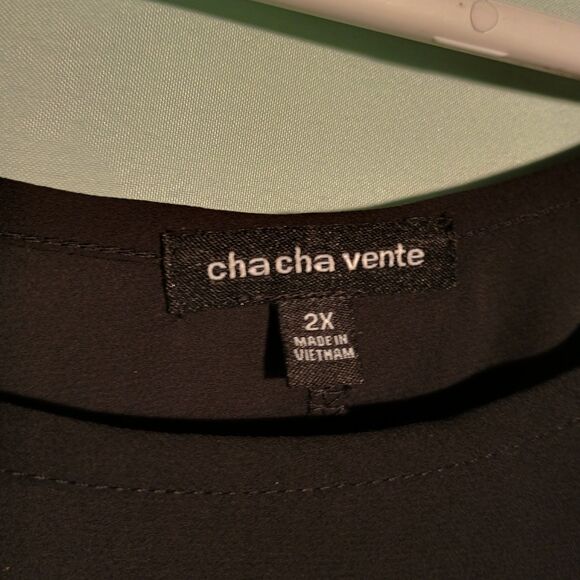 cha cha vente
2X
MADE IN
VIETNAM